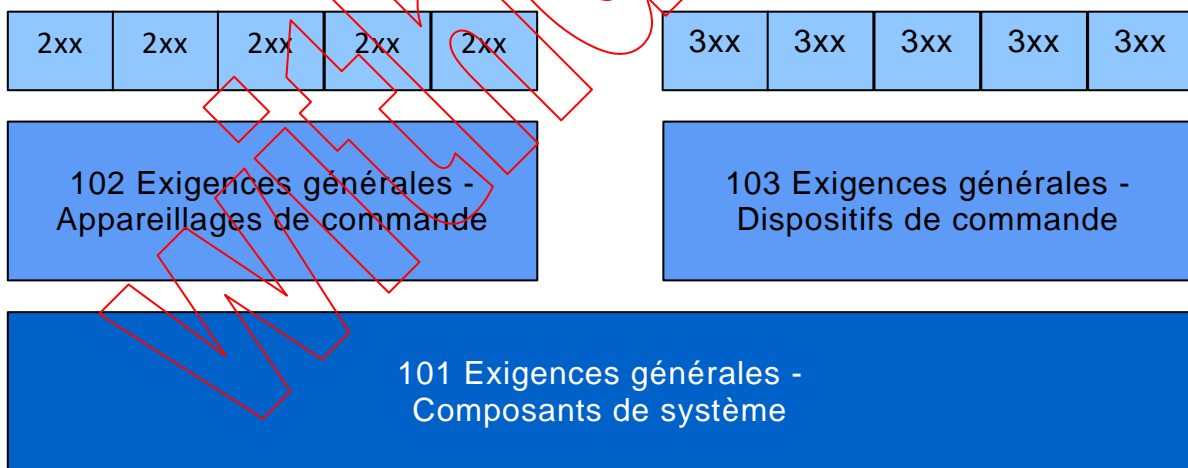 2xx 2xx 2xx 2xx 2xx 3xx 3xx 3xx 3xx 3xx
102 Exigences générales -
Appareillages de commande
103 Exigences générales -
Dispositifs de commande
101 Exigences générales -
Composants de système